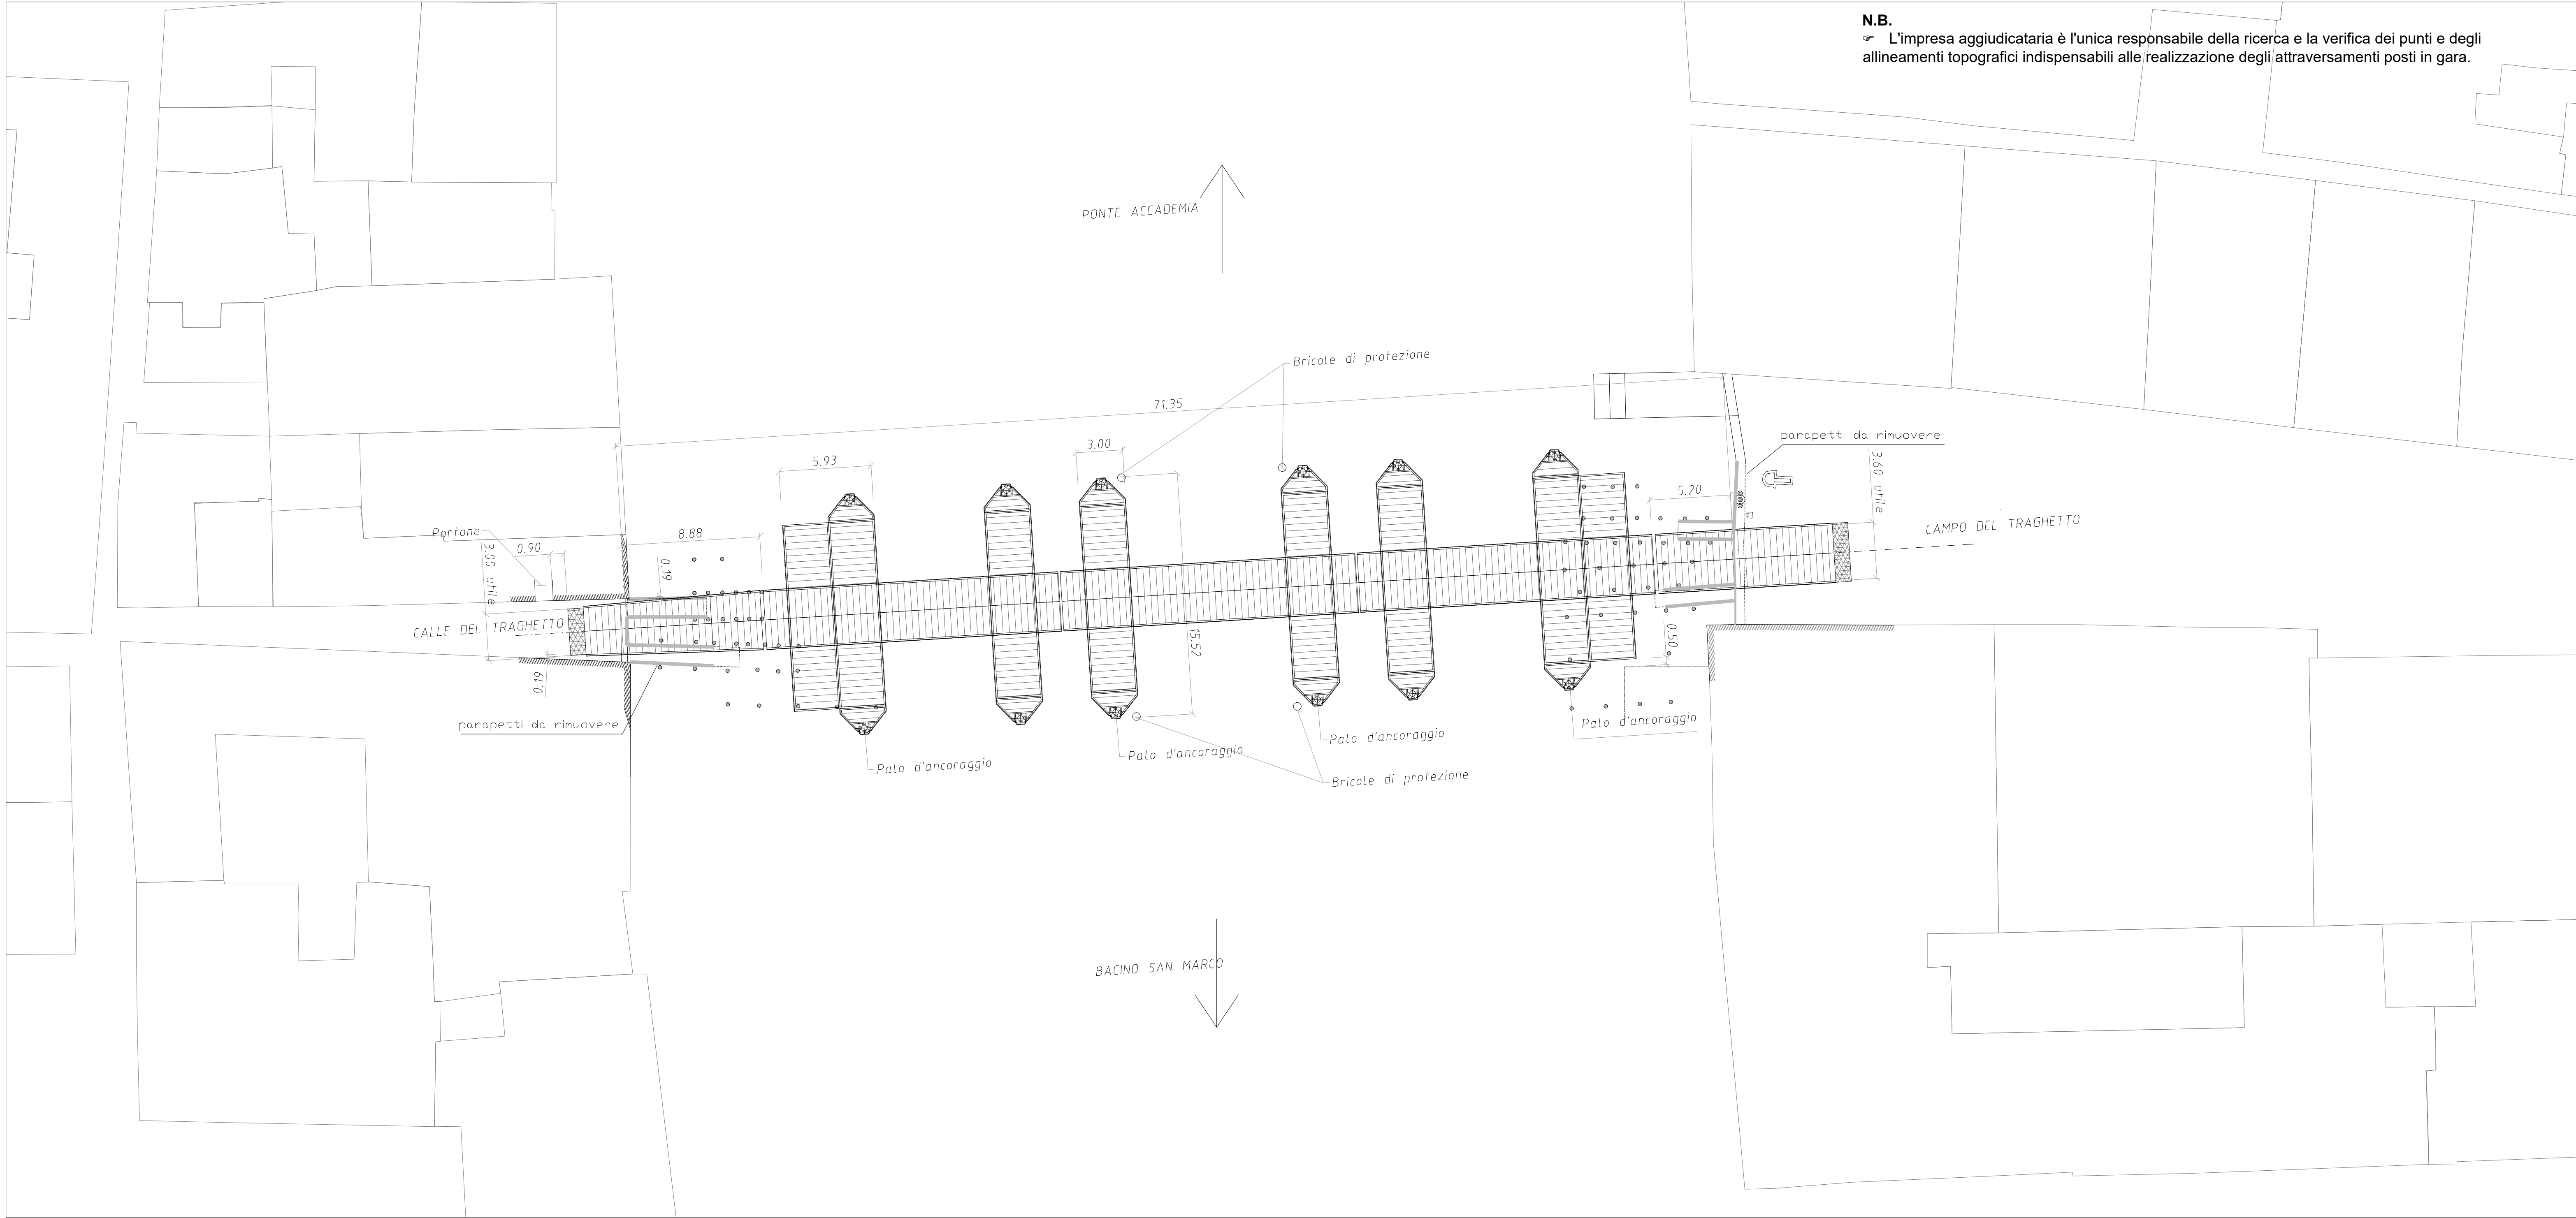 N.B.
☞ L'impresa aggiudicataria è l'unica responsabile della ricerca e la verifica dei punti e degli
allineamenti topografici indispensabili alle realizzazione degli attraversamenti posti in gara.
PONTE ACCADEMIA
Bricole di protezione
71.35
3.00
5.93
parapetti da rimuovere
3.60 utile
5.20
CAMPO DEL TRAGHETTO
Portone
0.90
8.88
3.00 utile
0.19
CALLE DEL TRAGHETTO
15.52
0.50
0.19
parapetti da rimuovere
Palo d'ancoraggio
Palo d'ancoraggio
Palo d'ancoraggio
Palo d'ancoraggio
Bricole di protezione
BACINO SAN MARCO